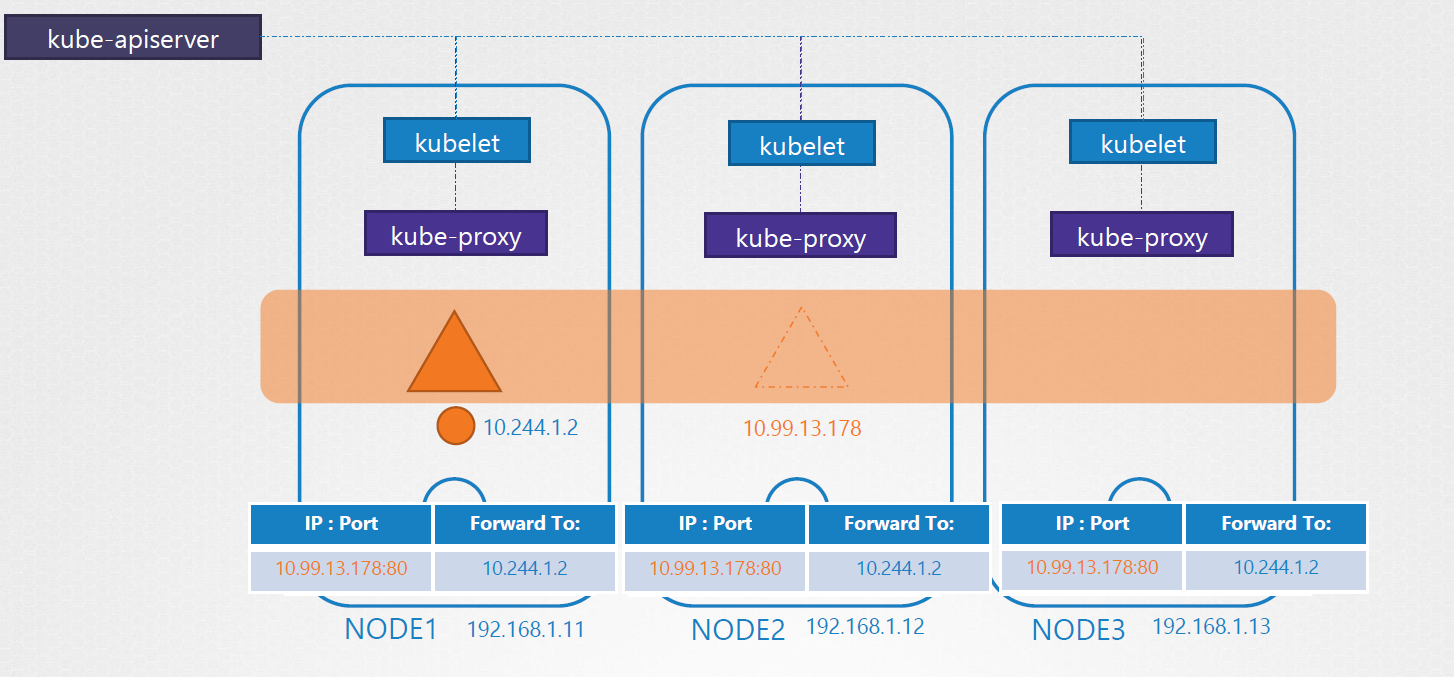 kube-apiserver
kubelet
kubelet
kubelet
kube-proxy
kube-proxy
kube-proxy
10.244.1.2
10.99.13.178
IP : Port Forward To:
10.99.13.178:80 10.244.1.2
IP : Port Forward To:
10.99.13.178:80 10.244.1.2
IP : Port Forward To:
10.99.13.178:80 10.244.1.2
NODE1 192.168.1.11
NODE2 192.168.1.12
NODE3 192.168.1.13